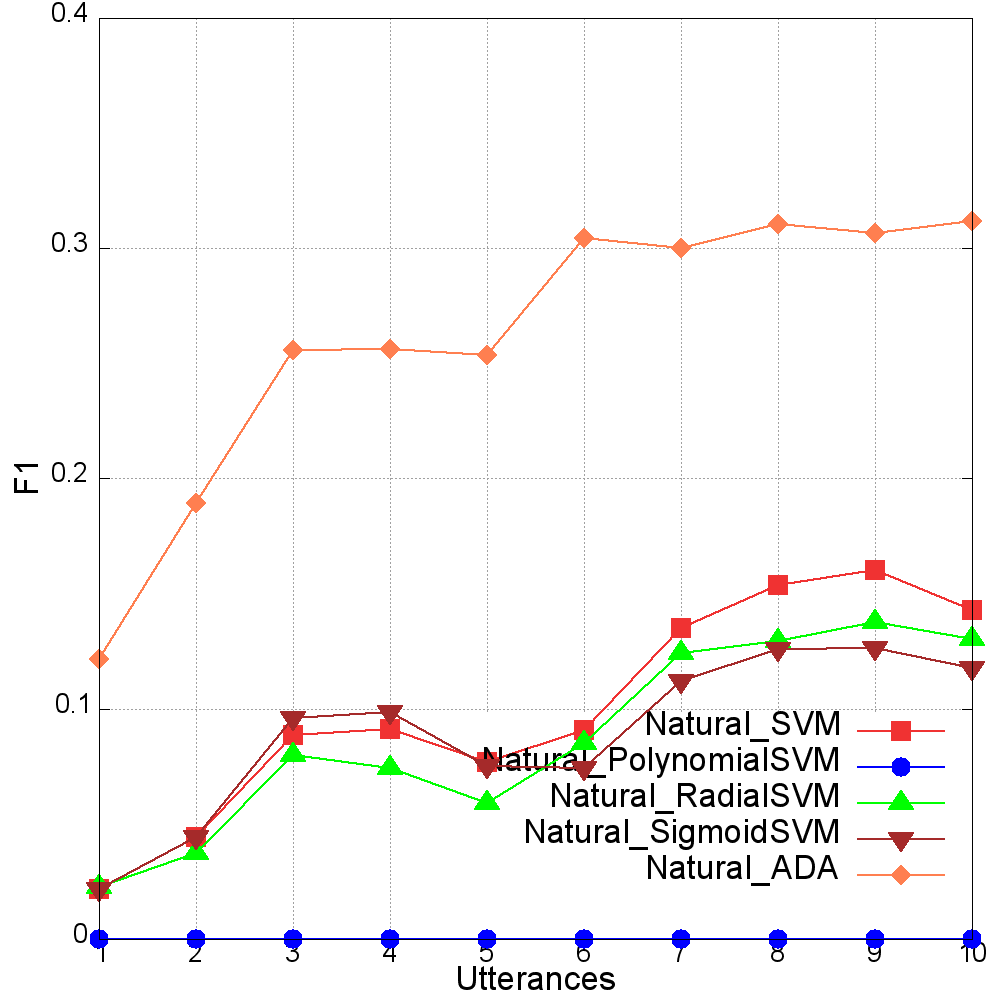 0.4
0.3
0.2
0.1
0
F1
Natural_SVM
Natural_PolynomialSVM
Natural_RadialSVM
Natural_SigmoidSVM
Natural_ADA
1 2 3 4 5 6 7 8 9 10
Utterances